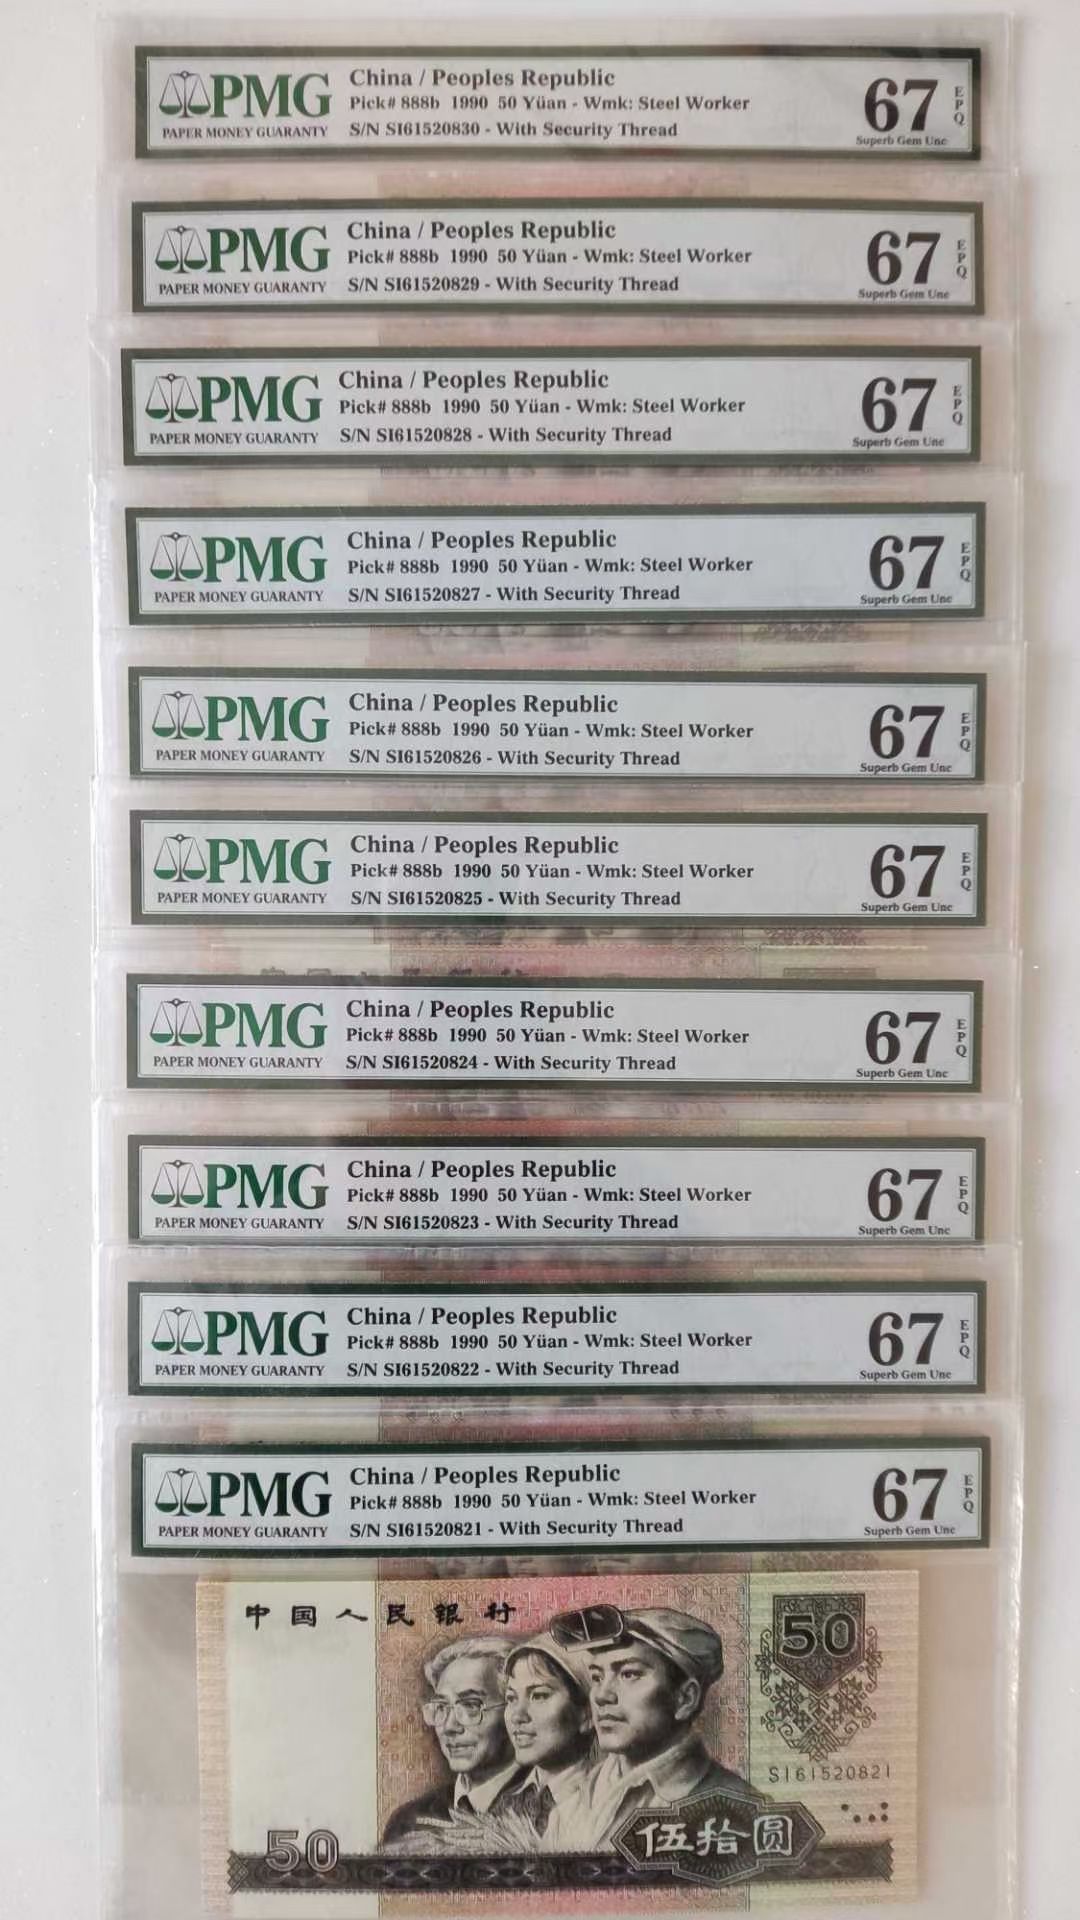 PMG
PAPER MONEY GUARANTY
China / Peoples Republic
Pick# 888b 1990 50 Yüan - Wmk: Steel Worker
S/N SI61520830 - With Security Thread
67
EPQ
Superb Gem Unc
PMG
PAPER MONEY GUARANTY
China / Peoples Republic
Pick# 888b 1990 50 Yüan - Wmk: Steel Worker
S/N SI61520829 - With Security Thread
67
EPQ
Superb Gem Unc
PMG
PAPER MONEY GUARANTY
China / Peoples Republic
Pick# 888b 1990 50 Yüan - Wmk: Steel Worker
S/N SI61520828 - With Security Thread
67
EPQ
Superb Gem Unc
PMG
PAPER MONEY GUARANTY
China / Peoples Republic
Pick# 888b 1990 50 Yüan - Wmk: Steel Worker
S/N SI61520827 - With Security Thread
67
EPQ
Superb Gem Unc
PMG
PAPER MONEY GUARANTY
China / Peoples Republic
Pick# 888b 1990 50 Yüan - Wmk: Steel Worker
S/N SI61520826 - With Security Thread
67
EPQ
Superb Gem Unc
PMG
PAPER MONEY GUARANTY
China / Peoples Republic
Pick# 888b 1990 50 Yüan - Wmk: Steel Worker
S/N SI61520825 - With Security Thread
67
EPQ
Superb Gem Unc
PMG
PAPER MONEY GUARANTY
China / Peoples Republic
Pick# 888b 1990 50 Yüan - Wmk: Steel Worker
S/N SI61520824 - With Security Thread
67
EPQ
Superb Gem Unc
PMG
PAPER MONEY GUARANTY
China / Peoples Republic
Pick# 888b 1990 50 Yüan - Wmk: Steel Worker
S/N SI61520823 - With Security Thread
67
EPQ
Superb Gem Unc
PMG
PAPER MONEY GUARANTY
China / Peoples Republic
Pick# 888b 1990 50 Yüan - Wmk: Steel Worker
S/N SI61520822 - With Security Thread
67
EPQ
Superb Gem Unc
PMG
PAPER MONEY GUARANTY
China / Peoples Republic
Pick# 888b 1990 50 Yüan - Wmk: Steel Worker
S/N SI61520821 - With Security Thread
67
EPQ
Superb Gem Unc
中国人民银行
50
SI61520821
伍拾圆
50